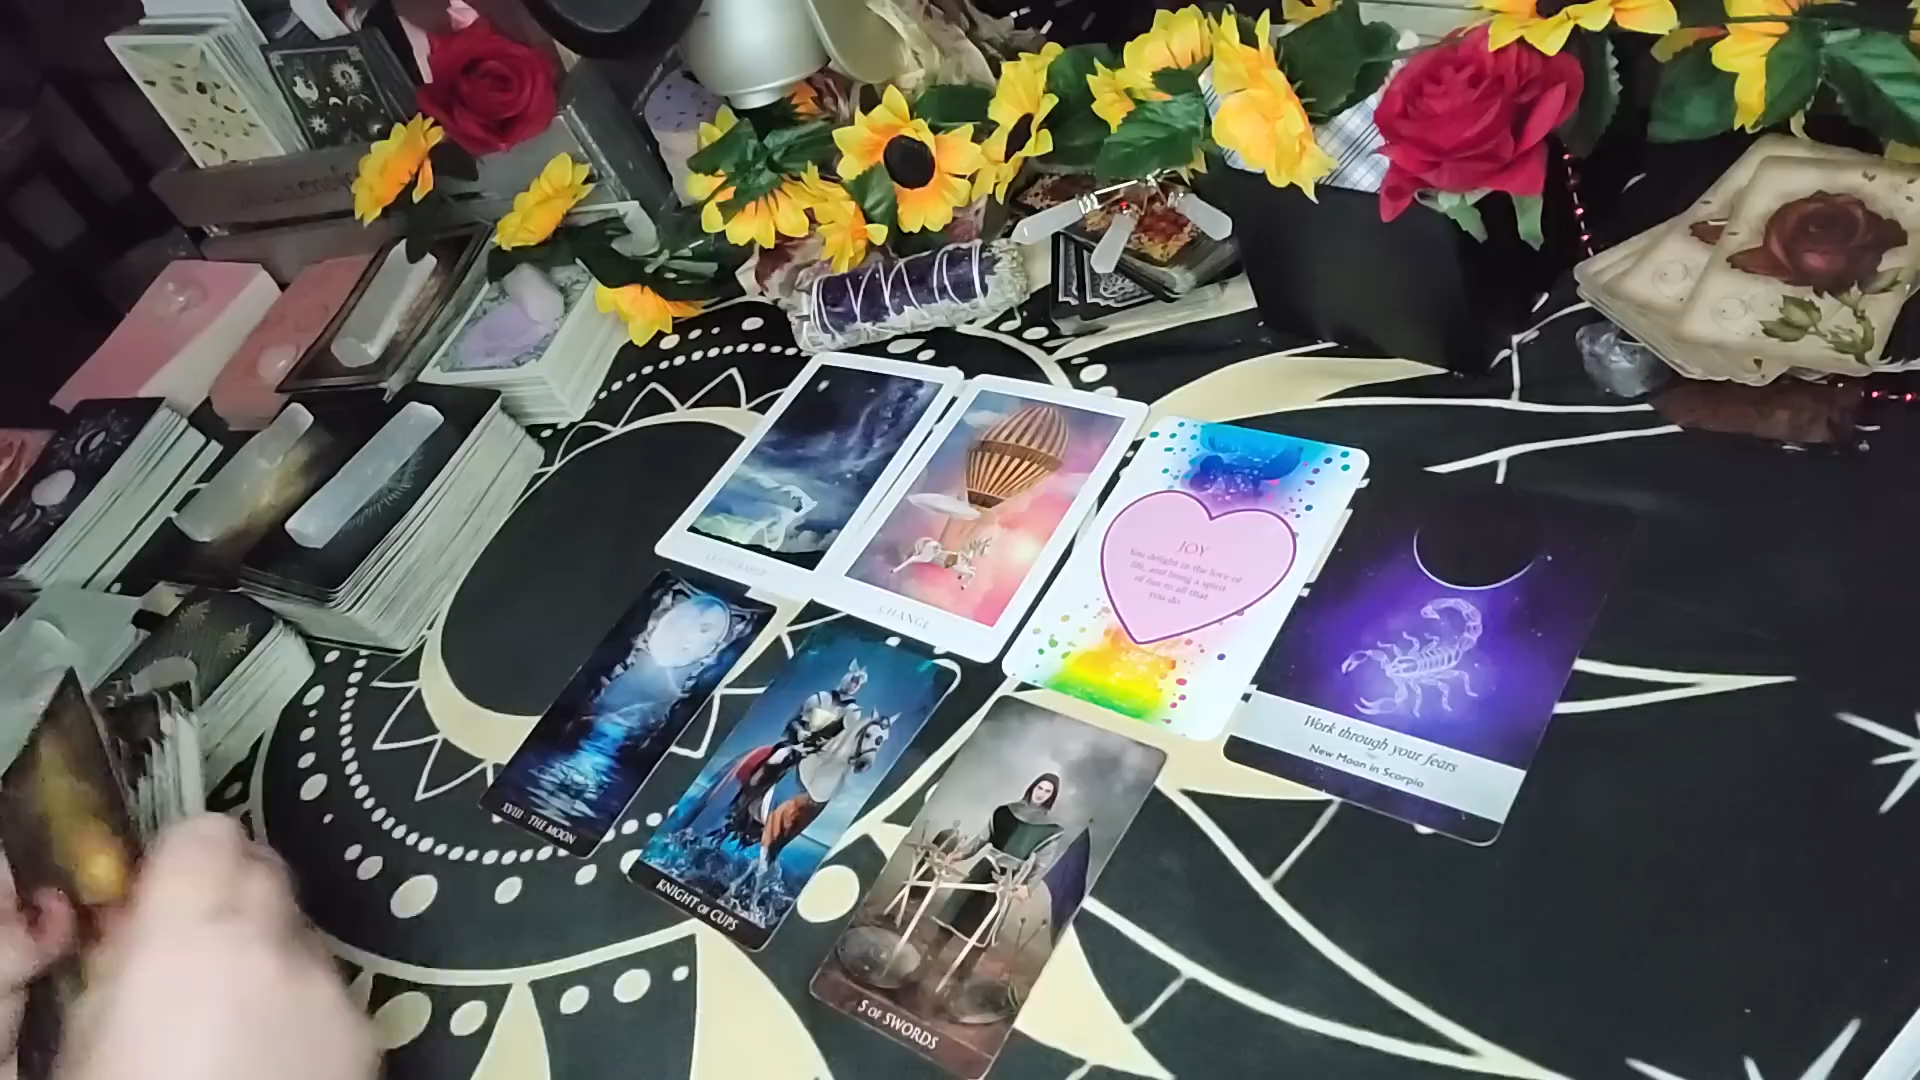 CHANGE
JOY
You delight in the love of
life, and bring a spirit
of fun to all that
you do
Work through your fears
New Moon in Scorpio
XVIII THE MOON
KNIGHT OF CUPS
5 OF SWORDS